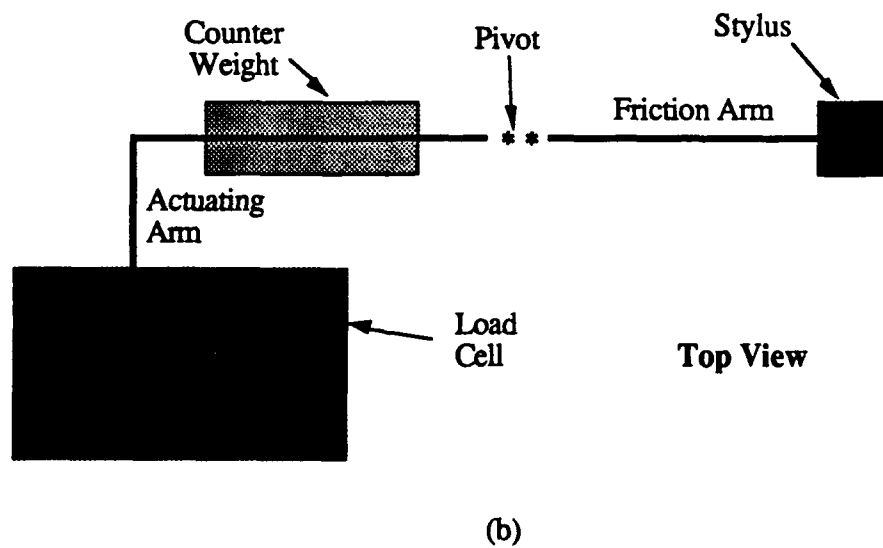 Counter
Weight
Pivot
Stylus
Friction Arm
* *
Actuating
Arm
Load
Cell
Top View
(b)